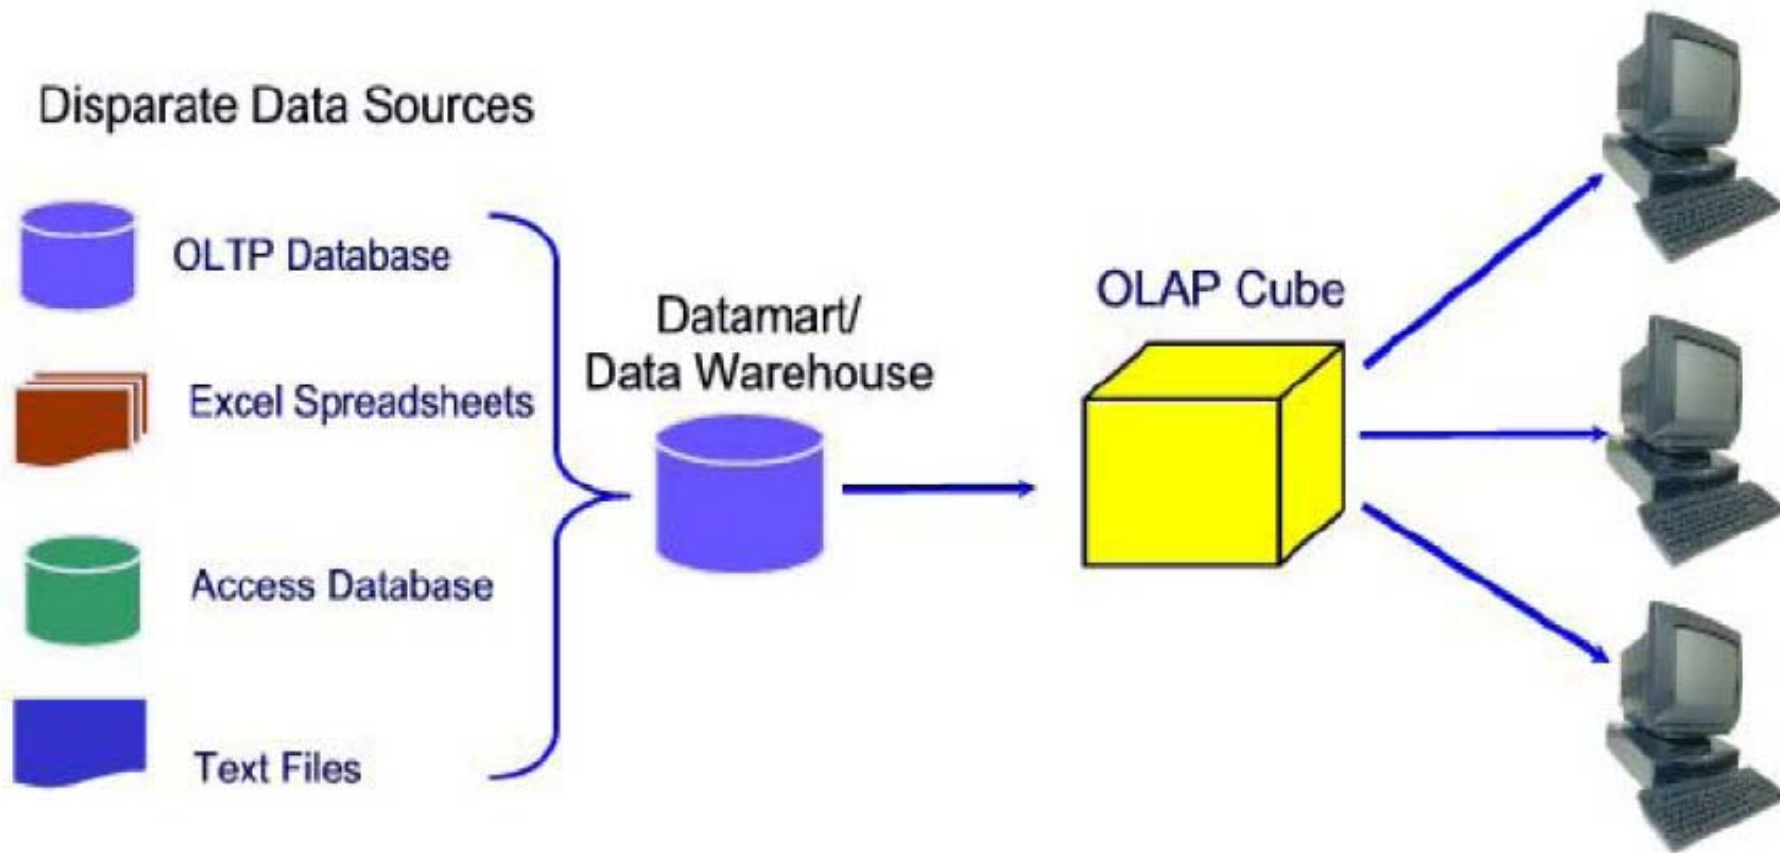 Disparate Data Sources
OLTP Database
Excel Spreadsheets
Access Database
Text Files
Datamart/
Data Warehouse
OLAP Cube